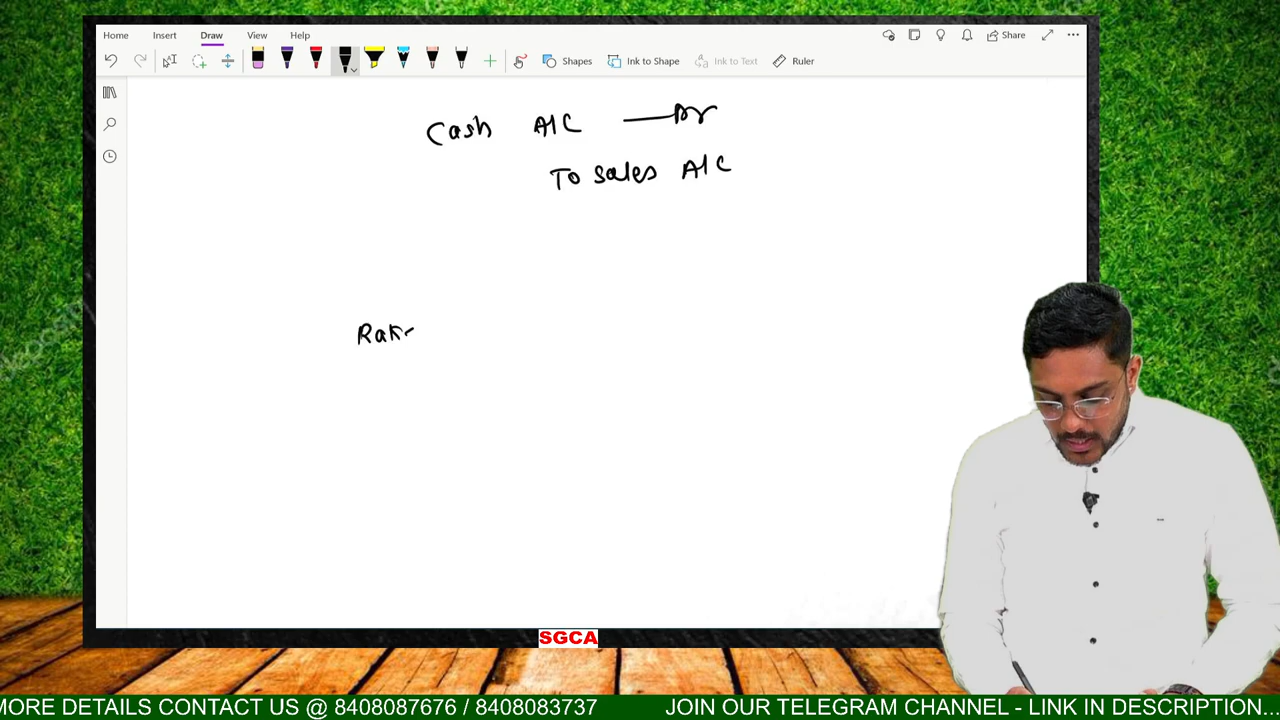 Home Insert Draw View Help
Share
Shapes Ink to Shape Ink to Text Ruler
Cash A/C — Dr
To Sales A/C
SGCA
MORE DETAILS CONTACT US @ 8408087676 / 8408083737 JOIN OUR TELEGRAM CHANNEL - LINK IN DESCRIPTION...